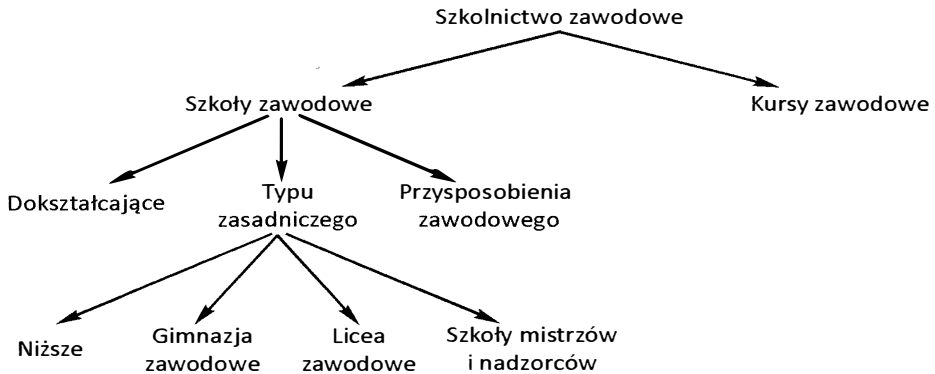 Szkolnictwo zawodowe
Szkoły zawodowe
Kursy zawodowe
Dokształcające
Typu
zasadniczego
Przysposobienia
zawodowego
Niższe
Gimnazja
zawodowe
Licea
zawodowe
Szkoły mistrzów
i nadzorców